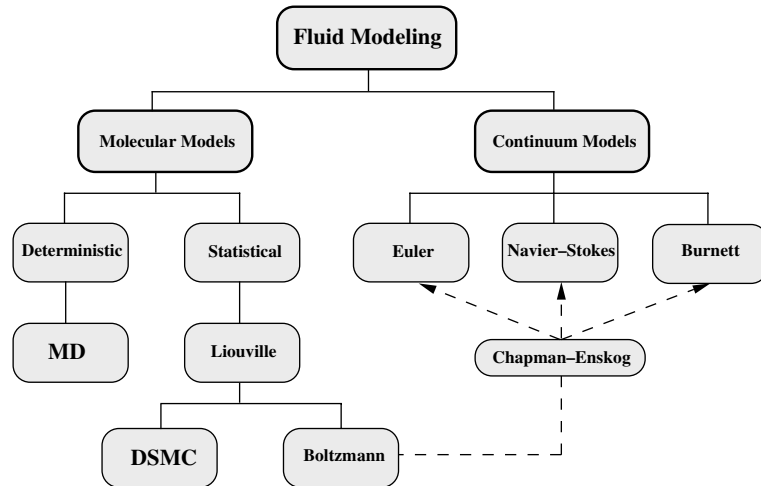 Fluid Modeling
Molecular Models
Continuum Models
Deterministic
Statistical
Euler
Navier–Stokes
Burnett
MD
Liouville
Chapman–Enskog
DSMC
Boltzmann